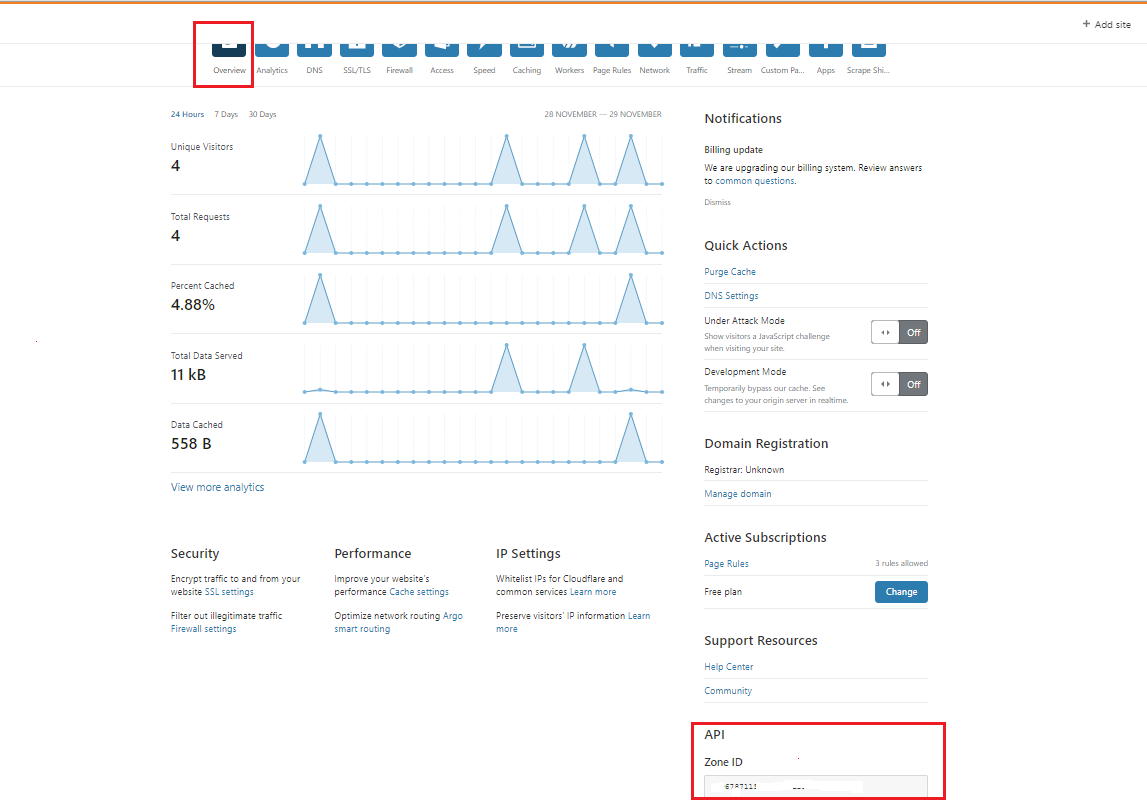 + Add site
Overview Analytics DNS SSL/TLS Firewall Access Speed Caching Workers Page Rules Network Traffic Stream Custom Pa... Apps Scrape Shi...
24 Hours 7 Days 30 Days 28 NOVEMBER — 29 NOVEMBER
Unique Visitors
4
Total Requests
4
Percent Cached
4.88%
Total Data Served
11 kB
Data Cached
558 B
View more analytics
Security
Encrypt traffic to and from your
website SSL settings
Filter out illegitimate traffic
Firewall settings
Performance
Improve your website's
performance Cache settings
Optimize network routing Argo
smart routing
IP Settings
Whitelist IPs for Cloudflare and
common services Learn more
Preserve visitors' IP information Learn
more
Notifications
Billing update
We are upgrading our billing system. Review answers
to common questions.
Dismiss
Quick Actions
Purge Cache
DNS Settings
Under Attack Mode
Show visitors a JavaScript challenge
when visiting your site.
Off
Development Mode
Temporarily bypass our cache. See
changes to your origin server in realtime.
Off
Domain Registration
Registrar: Unknown
Manage domain
Active Subscriptions
Page Rules 3 rules allowed
Free plan Change
Support Resources
Help Center
Community
API
Zone ID